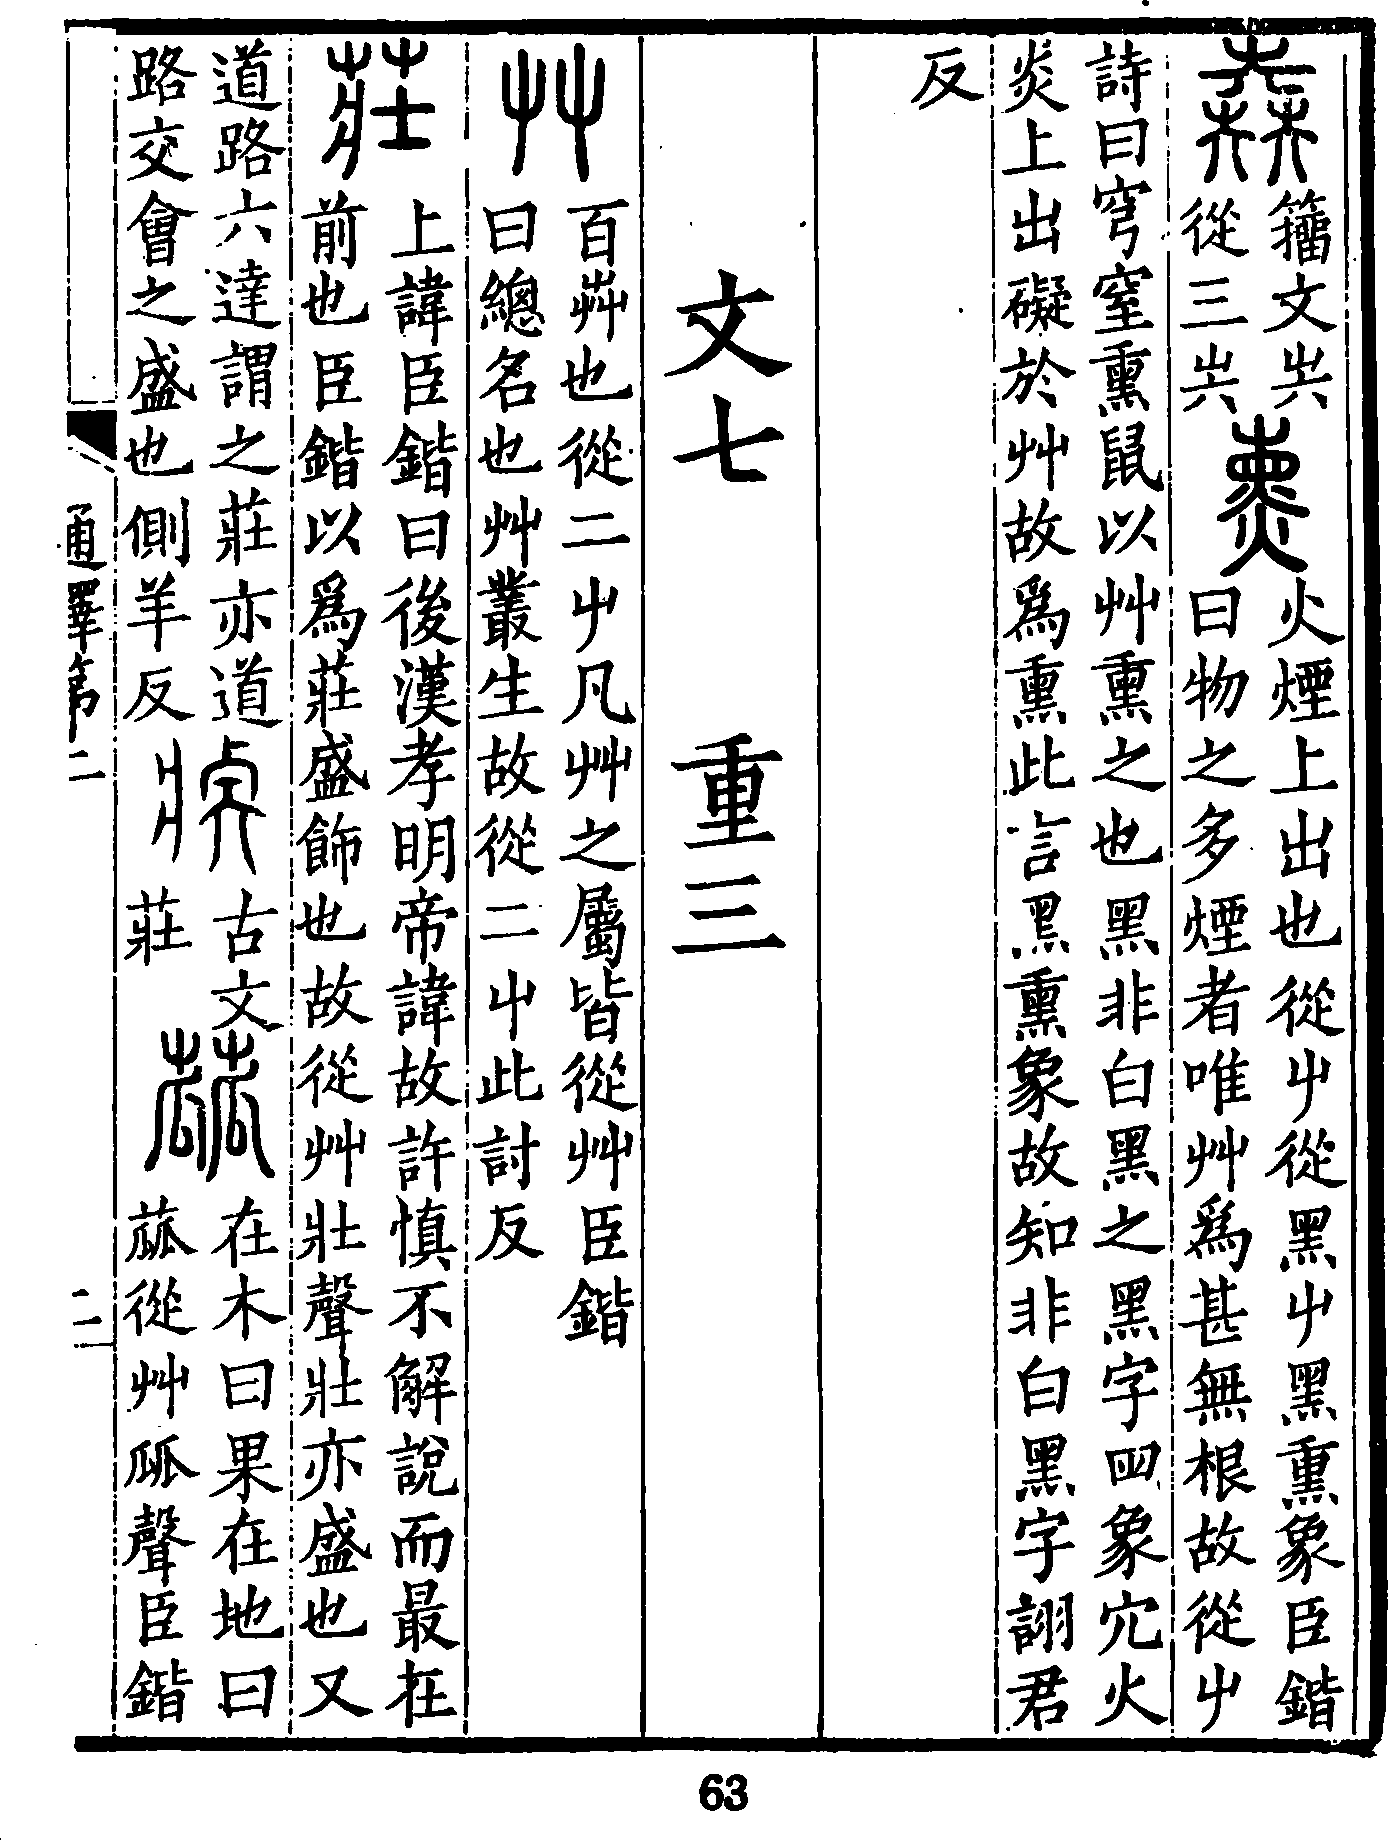 𡴆
籒文𡴆
從三𡴆
熏
火煙上出也從屮從黑屮黑熏象臣鍇
曰物之多煙者唯艸爲甚無根故從屮
詩曰穹窒熏鼠以艸熏之也黑非白黑之黑字𡆧象穴火
炎上出礙於艸故爲熏此言黑熏象故知非白黑字詡君
反
文七　重三
艸
百芔也從二屮凡艸之屬皆從艸臣鍇
曰總名也艸叢生故從二屮此討反
莊
上諱臣鍇曰後漢孝明帝諱故許慎不解說而最在
前也臣鍇以爲莊盛飾也故從艸壯聲壯亦盛也又
道路六達謂之莊亦道
路交會之盛也側羊反
古文
莊
蓏
在木曰果在地曰
蓏從艸㼌聲臣鍇
通釋第二
二
63